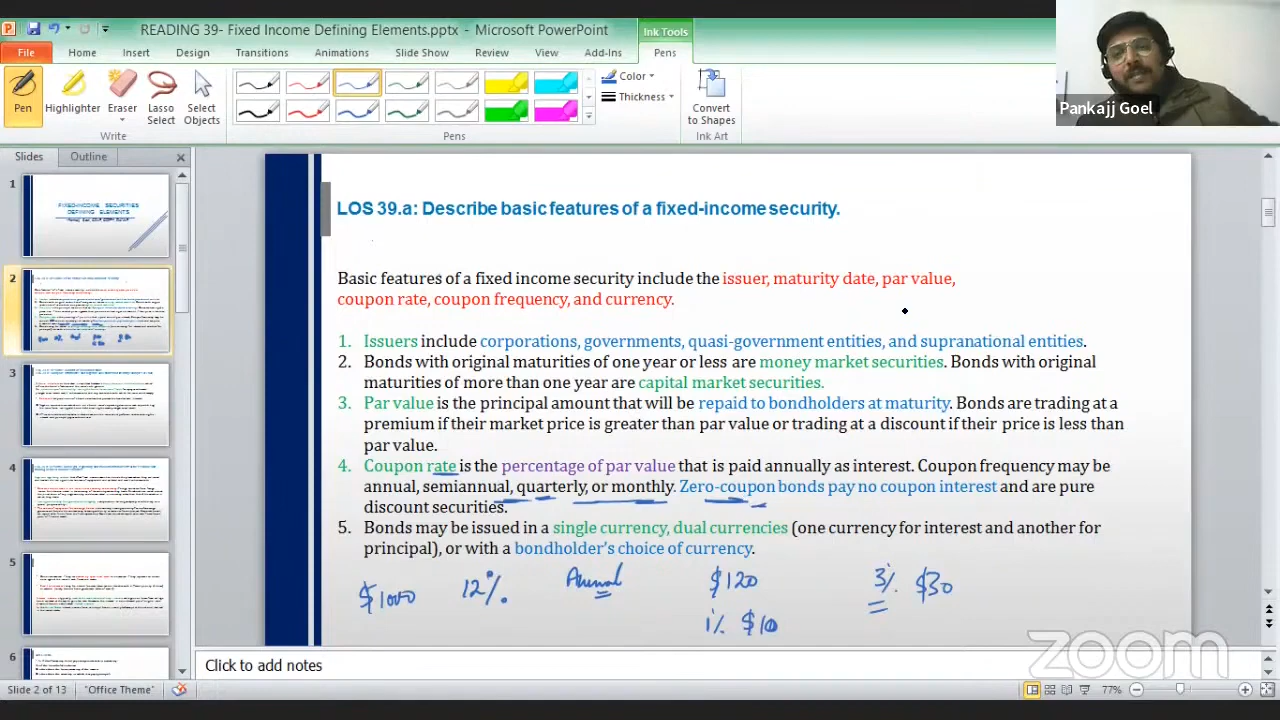 READING 39- Fixed Income Defining Elements.pptx - Microsoft PowerPoint
Ink Tools
File Home Insert Design Transitions Animations Slide Show Review View Add-Ins Pens
Pen Highlighter Eraser Lasso Select Select Objects
Write
Pens
Color
Thickness
Convert to Shapes
Ink Art
Pankajj Goel
Slides Outline
1
FIXED-INCOME SECURITIES
DEFINING ELEMENTS
2
3
4
5
6
LOS 39.a: Describe basic features of a fixed-income security.
Basic features of a fixed income security include the issuer, maturity date, par value,
coupon rate, coupon frequency, and currency.
1. Issuers include corporations, governments, quasi-government entities, and supranational entities.
2. Bonds with original maturities of one year or less are money market securities. Bonds with original
maturities of more than one year are capital market securities.
3. Par value is the principal amount that will be repaid to bondholders at maturity. Bonds are trading at a
premium if their market price is greater than par value or trading at a discount if their price is less than
par value.
4. Coupon rate is the percentage of par value that is paid annually as interest. Coupon frequency may be
annual, semiannual, quarterly, or monthly. Zero-coupon bonds pay no coupon interest and are pure
discount securities.
5. Bonds may be issued in a single currency, dual currencies (one currency for interest and another for
principal), or with a bondholder's choice of currency.
$1000 12% Annual $120 3% $30
1% $10
zoom
Click to add notes
Slide 2 of 13 "Office Theme" 77%